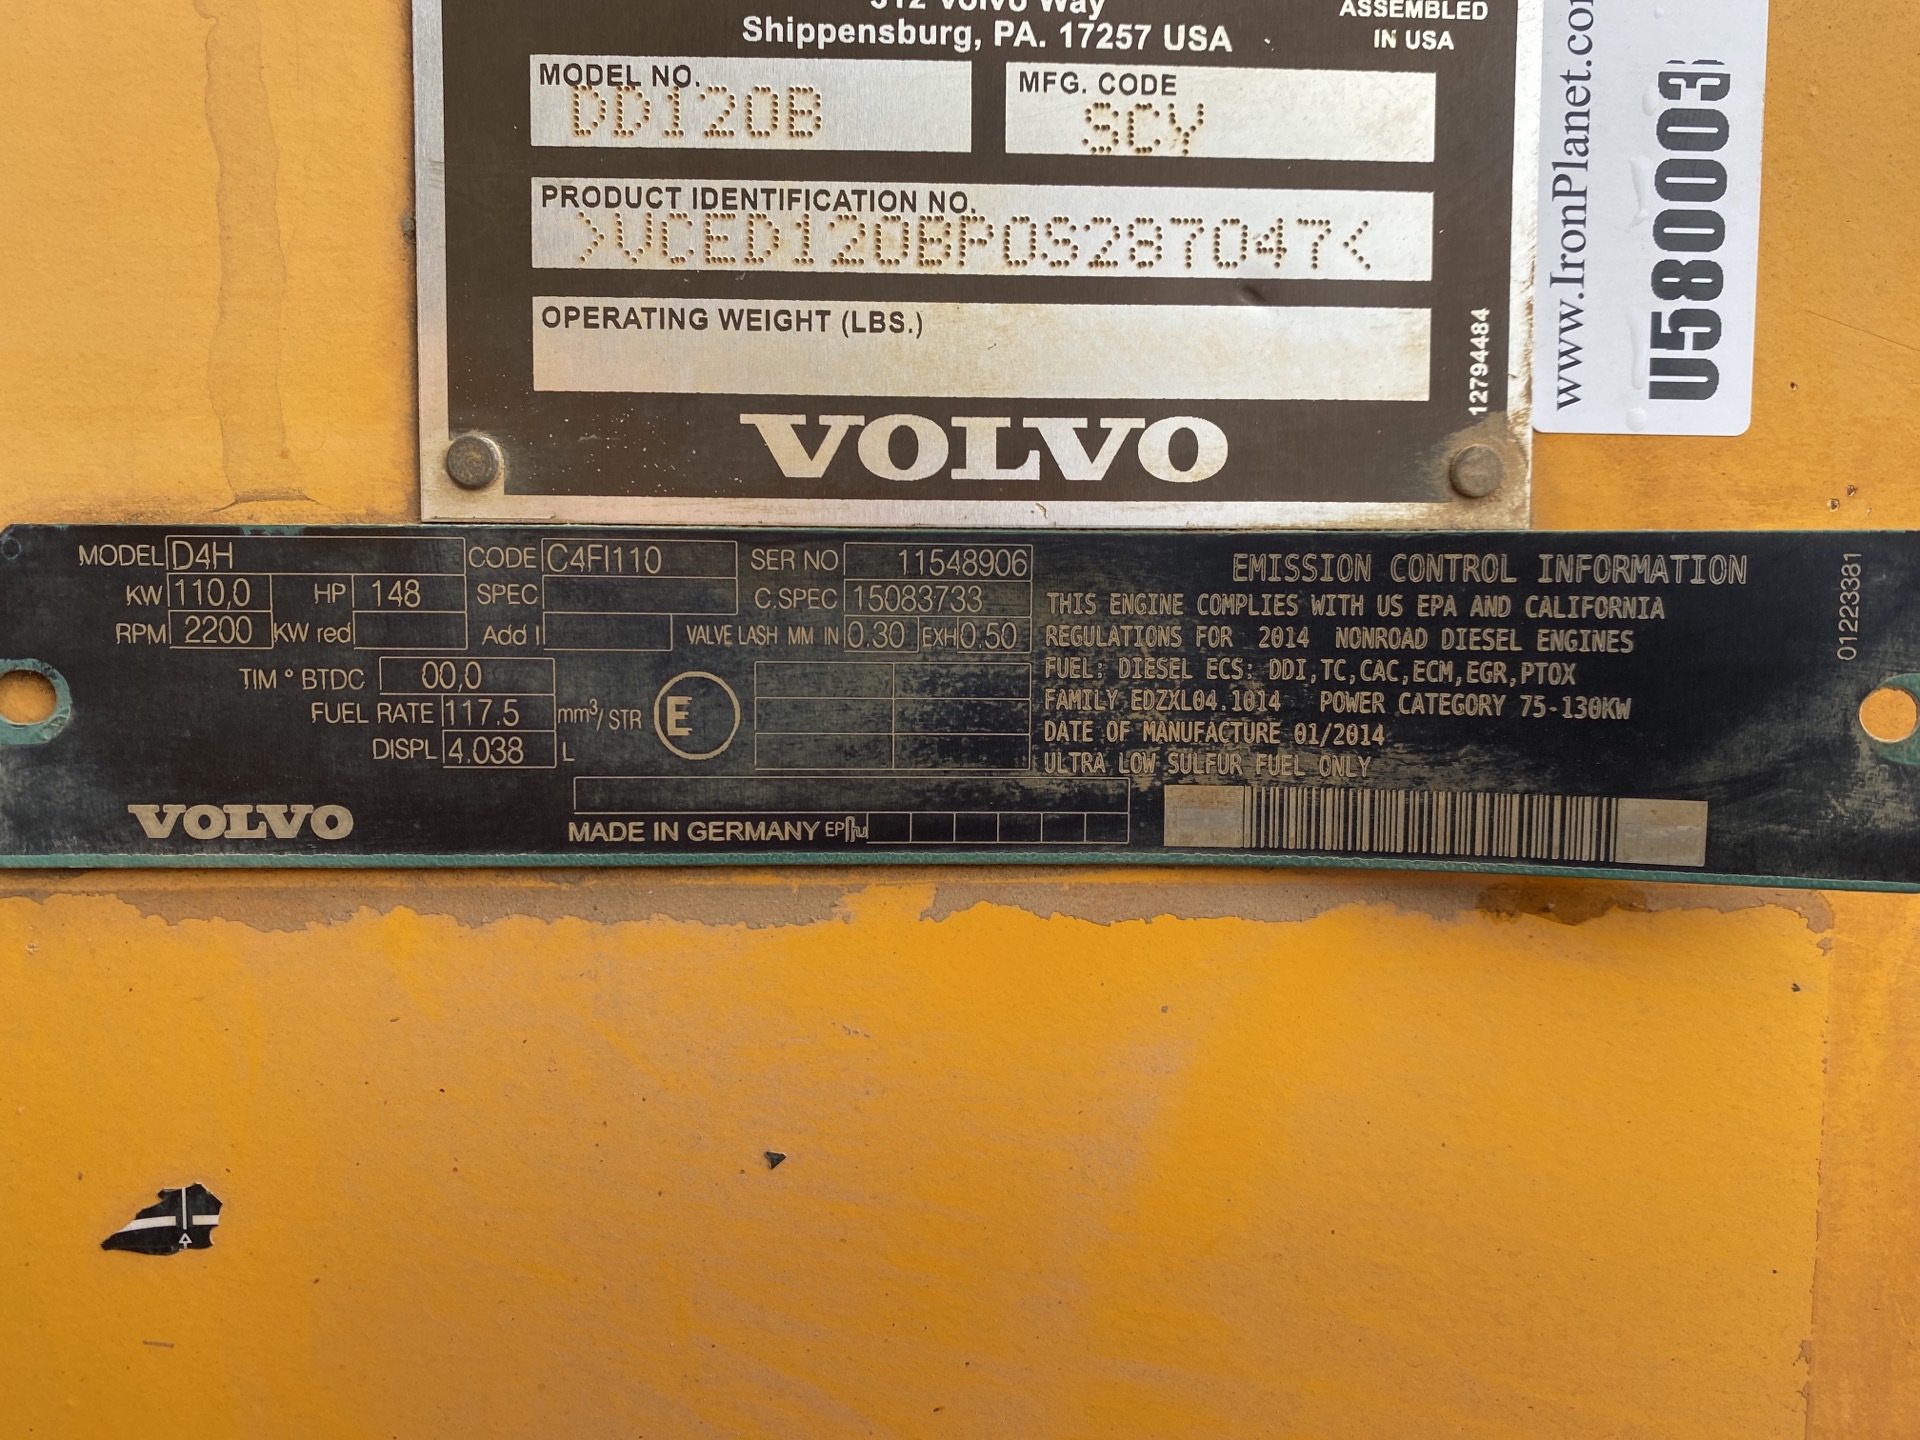 Volvo Way
Shippensburg, PA. 17257 USA
ASSEMBLED
IN USA
MODEL NO.
DD120B
MFG. CODE
SCY
PRODUCT IDENTIFICATION NO.
>VCED120BP0S287047<
OPERATING WEIGHT (LBS.)
12794484
VOLVO
www.IronPlanet.com
U580003
MODEL D4H CODE C4FI110 SER NO 11548906
KW 110,0 HP 148 SPEC C.SPEC 15083733
RPM 2200 KW red Add I VALVE LASH MM IN 0.30 EXH 0.50
TIM ° BTDC 00,0
FUEL RATE 117.5 mm³/STR
E
DISPL 4.038 L
VOLVO
MADE IN GERMANY EP
EMISSION CONTROL INFORMATION
THIS ENGINE COMPLIES WITH US EPA AND CALIFORNIA
REGULATIONS FOR 2014 NONROAD DIESEL ENGINES
FUEL: DIESEL ECS: DDI,TC,CAC,ECM,EGR,PTOX
FAMILY EDZXL04.1014 POWER CATEGORY 75-130KW
DATE OF MANUFACTURE 01/2014
ULTRA LOW SULFUR FUEL ONLY
01223381